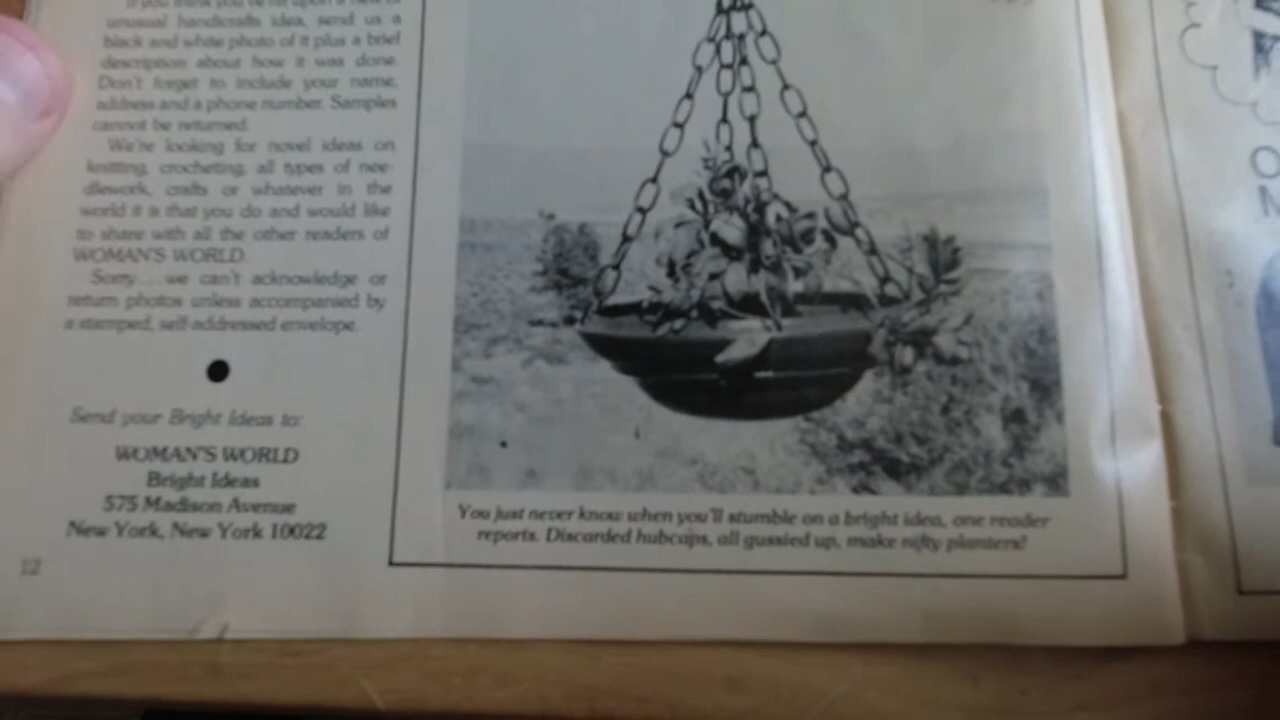 If you think you've hit upon a new or
unusual handicrafts idea, send us a
black and white photo of it plus a brief
description about how it was done.
Don't forget to include your name,
address and a phone number. Samples
cannot be returned.
We're looking for novel ideas on
knitting, crocheting, all types of nee-
dlework, crafts or whatever in the
world it is that you do and would like
to share with all the other readers of
WOMAN'S WORLD.
Sorry...we can't acknowledge or
return photos unless accompanied by
a stamped, self-addressed envelope.
Send your Bright Ideas to:
WOMAN'S WORLD
Bright Ideas
575 Madison Avenue
New York, New York 10022
12
You just never know when you'll stumble on a bright idea, one reader
reports. Discarded hubcaps, all gussied up, make nifty planters!